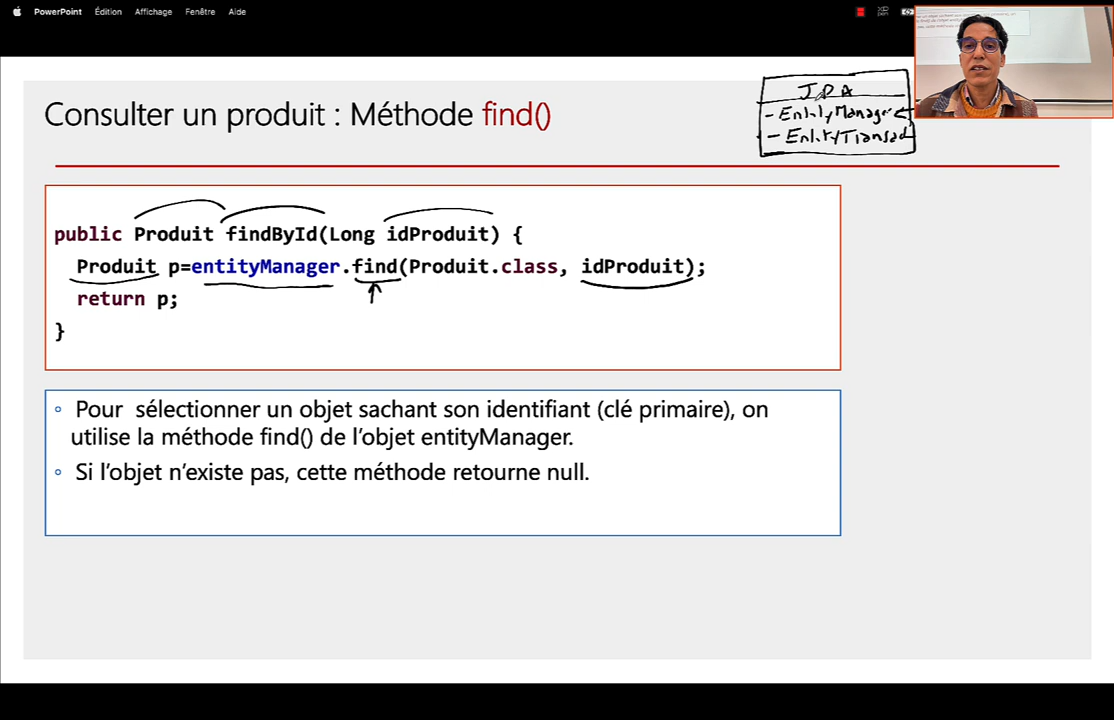 PowerPoint Édition Affichage Fenêtre Aide
Consulter un produit : Méthode find()
JPA
- EntityManager
- EntityTransact
public Produit findById(Long idProduit) {
Produit p=entityManager.find(Produit.class, idProduit);
return p;
}
Pour sélectionner un objet sachant son identifiant (clé primaire), on
utilise la méthode find() de l'objet entityManager.
Si l'objet n'existe pas, cette méthode retourne null.